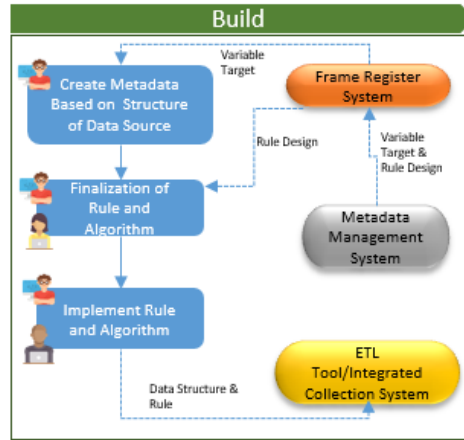 Build
Variable
Target
Create Metadata
Based on Structure
of Data Source
Frame Register
System
Rule Design
Variable
Target &
Rule Design
Finalization of
Rule and
Algorithm
Metadata
Management
System
Implement Rule
and Algorithm
ETL
Tool/Integrated
Collection System
Data Structure &
Rule